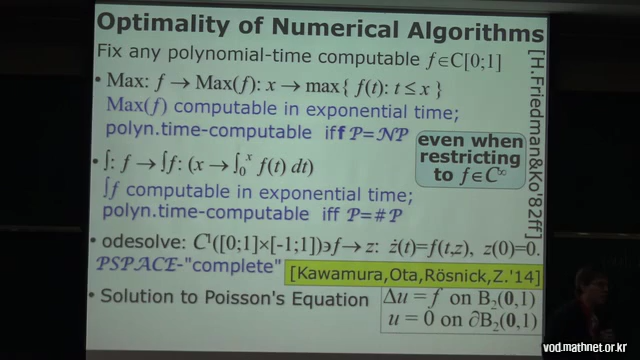 Optimality of Numerical Algorithms
Fix any polynomial-time computable f∈C[0;1]
• Max: f → Max(f): x → max{ f(t): t ≤ x }
Max(f) computable in exponential time;
polyn.time-computable iff P=NP
even when
restricting
to f∈C^∞
[H.Friedman&Ko'82ff]
• ∫: f → ∫f: (x → ∫₀ˣ f(t) dt)
∫f computable in exponential time;
polyn.time-computable iff P=#P
• odesolve: C¹([0;1]×[-1;1])∋f→ z: ż(t)=f(t,z), z(0)=0.
PSPACE-"complete"
[Kawamura,Ota,Rösnick,Z.'14]
• Solution to Poisson's Equation
Δu = f on B₂(0,1)
u = 0 on ∂B₂(0,1)
vod.mathnet.or.kr